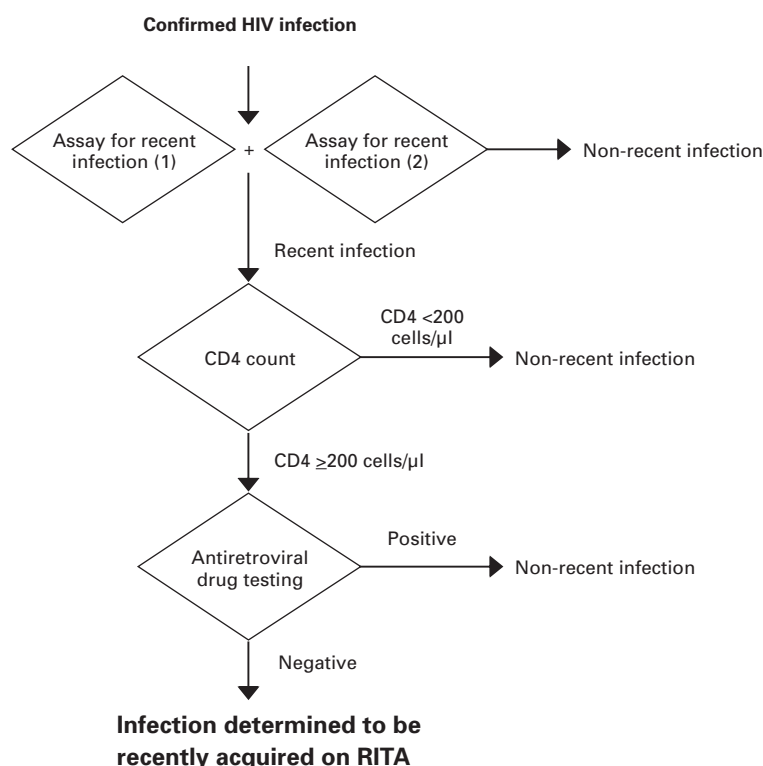 Confirmed HIV infection
Assay for recent
infection (1)
+
Assay for recent
infection (2)
Non-recent infection
Recent infection
CD4 count
CD4 <200
cells/µl
Non-recent infection
CD4 ≥200 cells/µl
Antiretroviral
drug testing
Positive
Non-recent infection
Negative
Infection determined to be
recently acquired on RITA